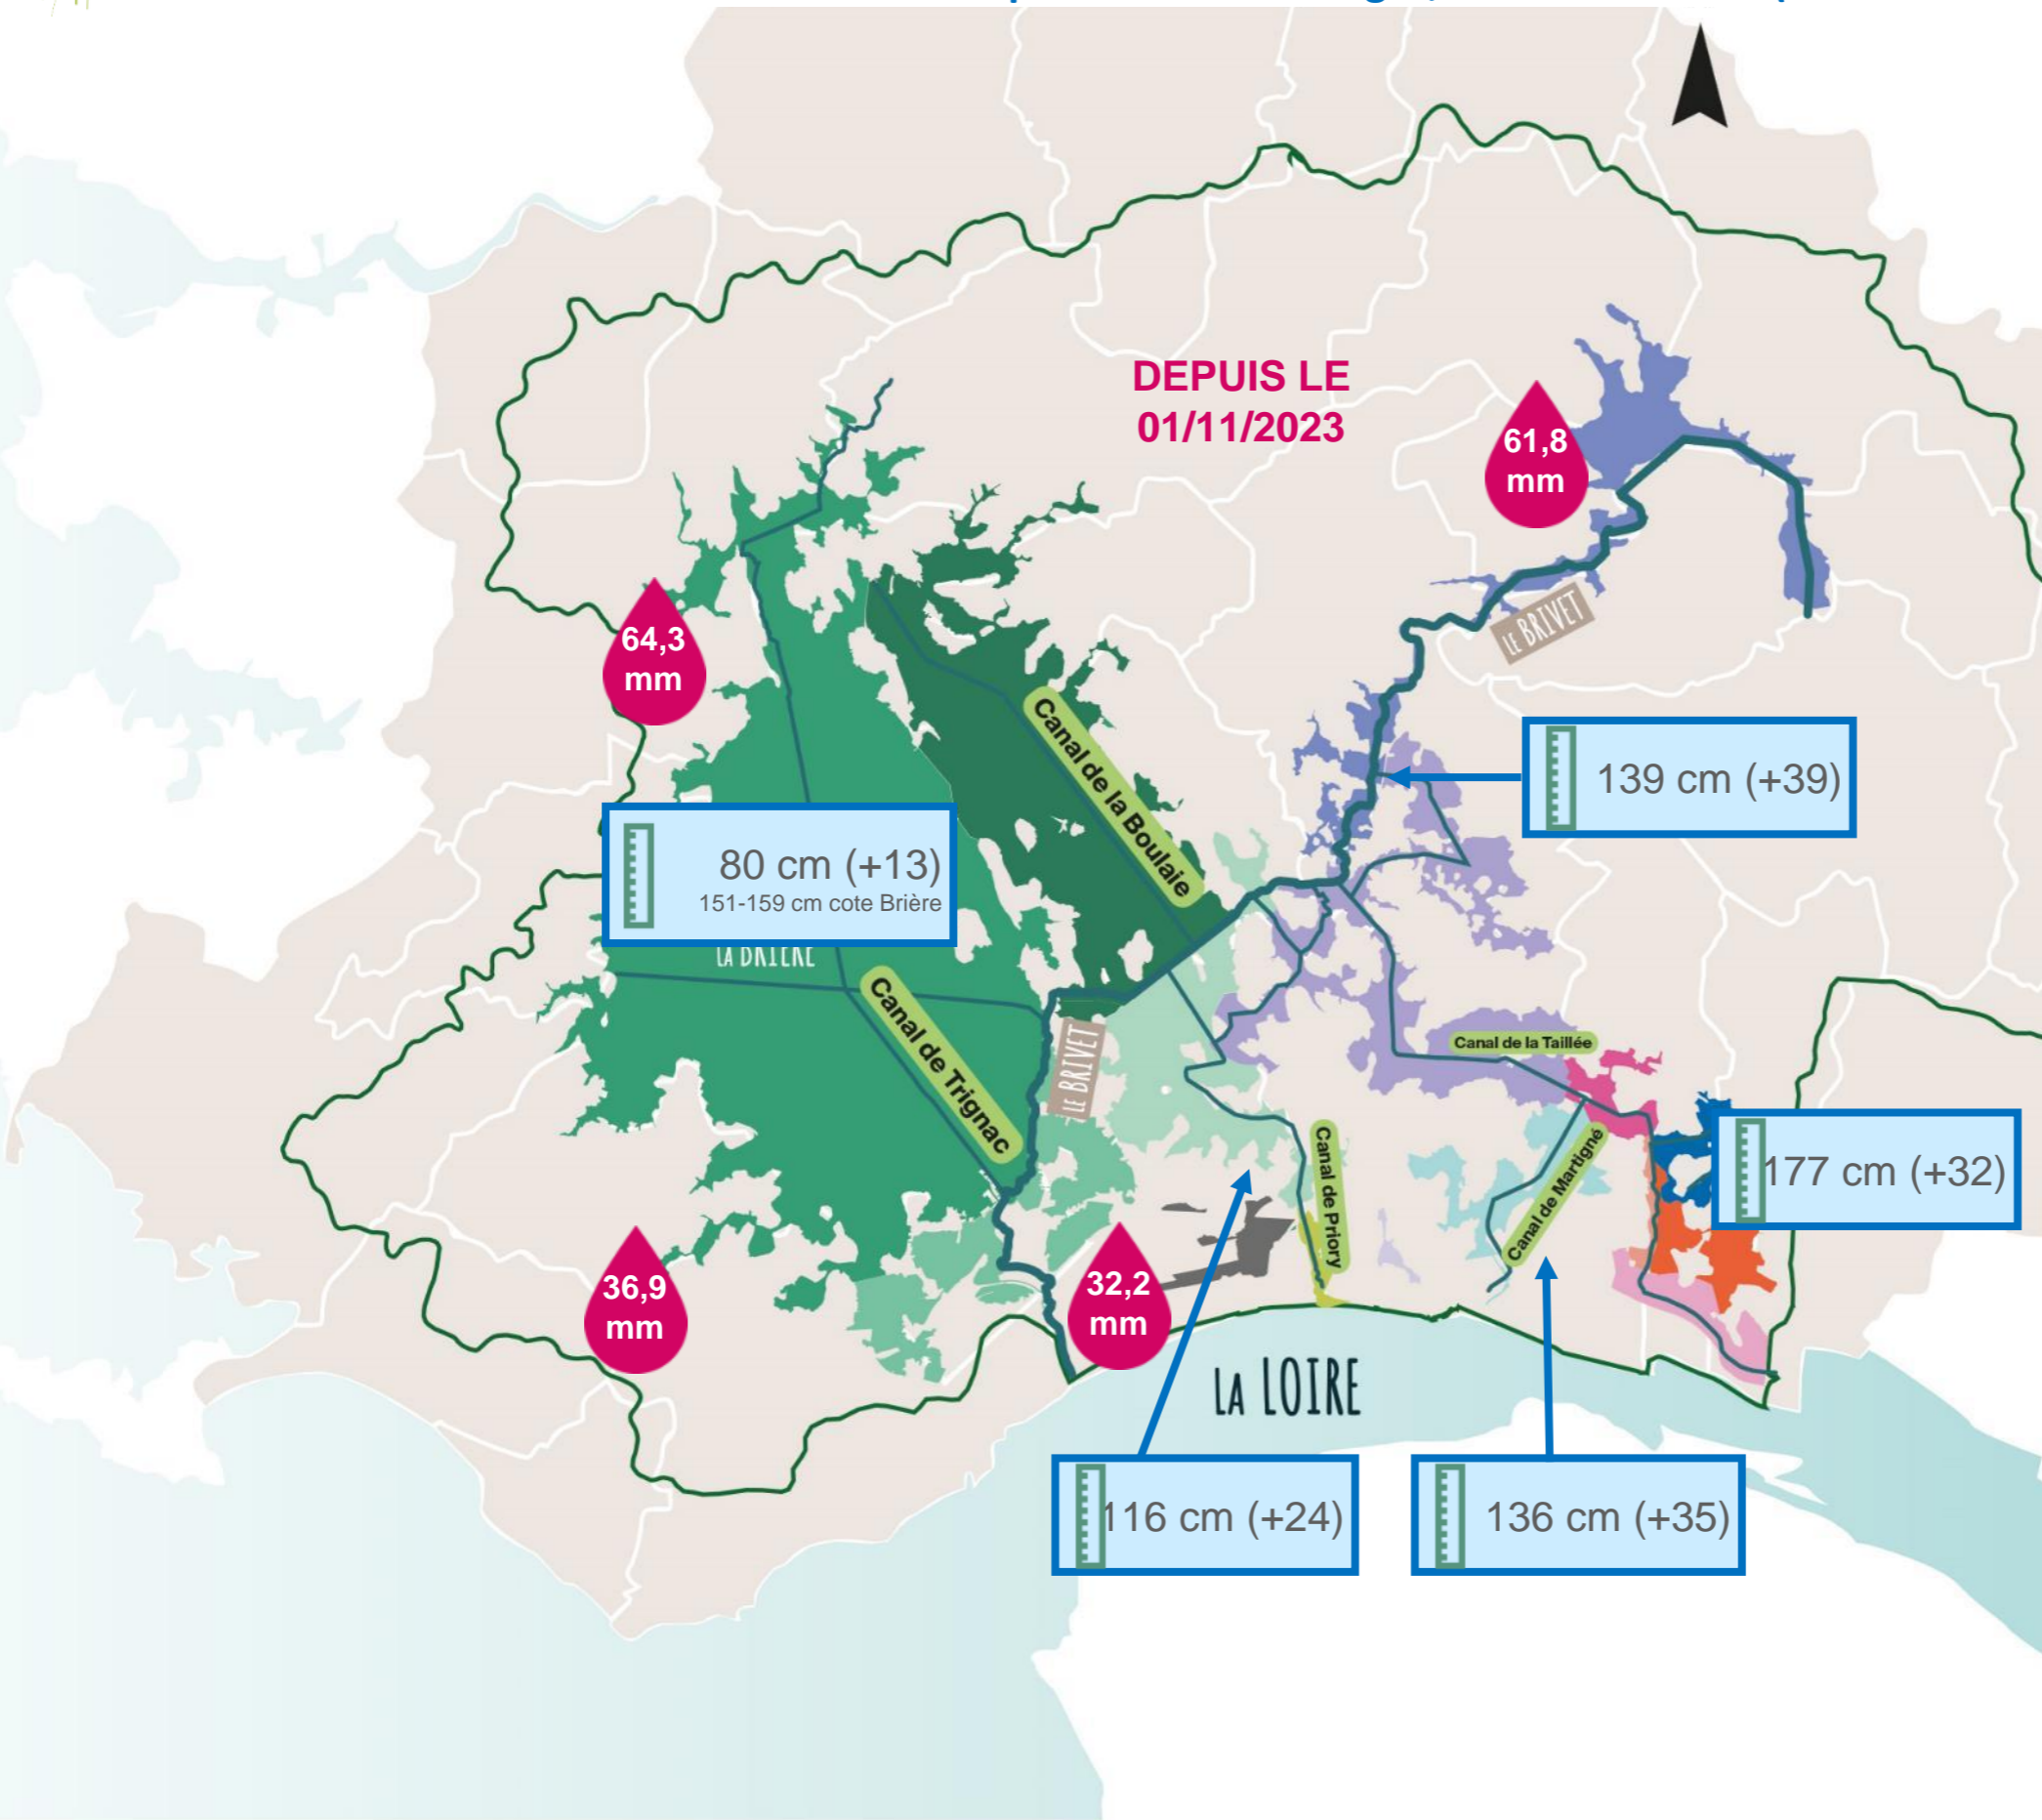 DEPUIS LE
01/11/2023
61,8
mm
64,3
mm
LE BRIVET
Canal de la Boulaie
139 cm (+39)
80 cm (+13)
151-159 cm cote Brière
LA BRIÈRE
Canal de Trignac
LE BRIVET
Canal de la Taillée
Canal de Martigné
Canal de Priory
177 cm (+32)
36,9
mm
32,2
mm
LA LOIRE
116 cm (+24)
136 cm (+35)